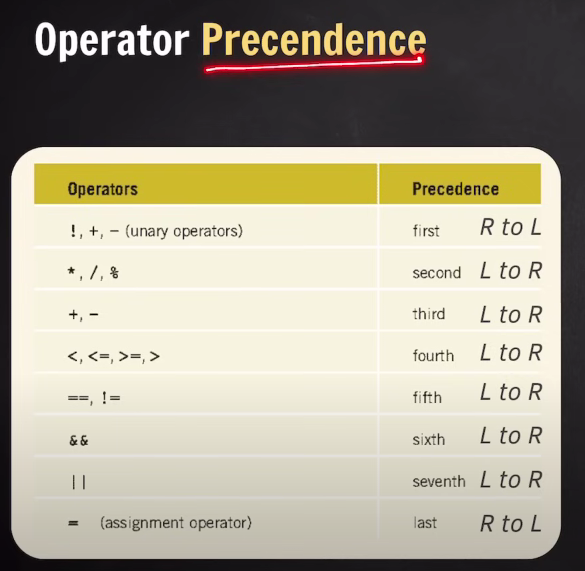 Operator Precendence
Operators Precedence
!, +, - (unary operators) first R to L
*, /, % second L to R
+, - third L to R
<, <=, >=, > fourth L to R
==, != fifth L to R
&& sixth L to R
|| seventh L to R
= (assignment operator) last R to L